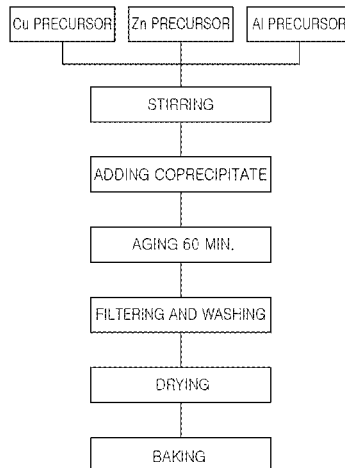 Cu PRECURSOR
Zn PRECURSOR
Al PRECURSOR
STIRRING
ADDING COPRECIPITATE
AGING 60 MIN.
FILTERING AND WASHING
DRYING
BAKING